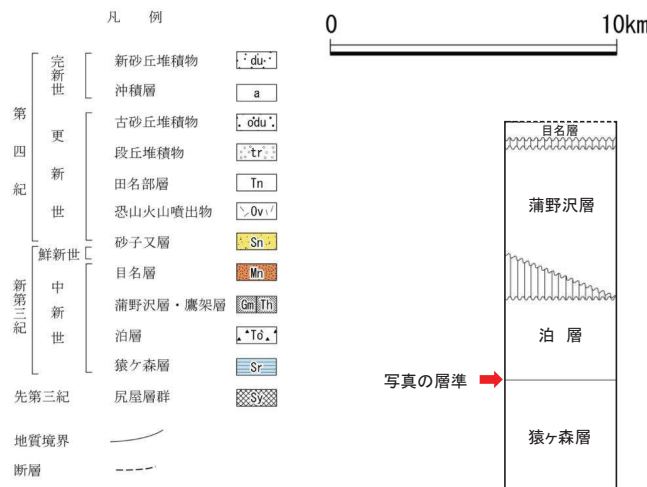 凡 例
完新世
新砂丘堆積物 du
沖積層 a
第四紀
更新世
古砂丘堆積物 odu
段丘堆積物 tr
田名部層 Tn
恐山火山噴出物 Ov
砂子又層 Sn
鮮新世
新第三紀
中新世
目名層 Mn
蒲野沢層・鷹架層 Gm Th
泊層 To
猿ケ森層 Sr
先第三紀 尻屋層群 Sy
地質境界
断層
0 10km
目名層
蒲野沢層
泊 層
写真の層準
猿ヶ森層